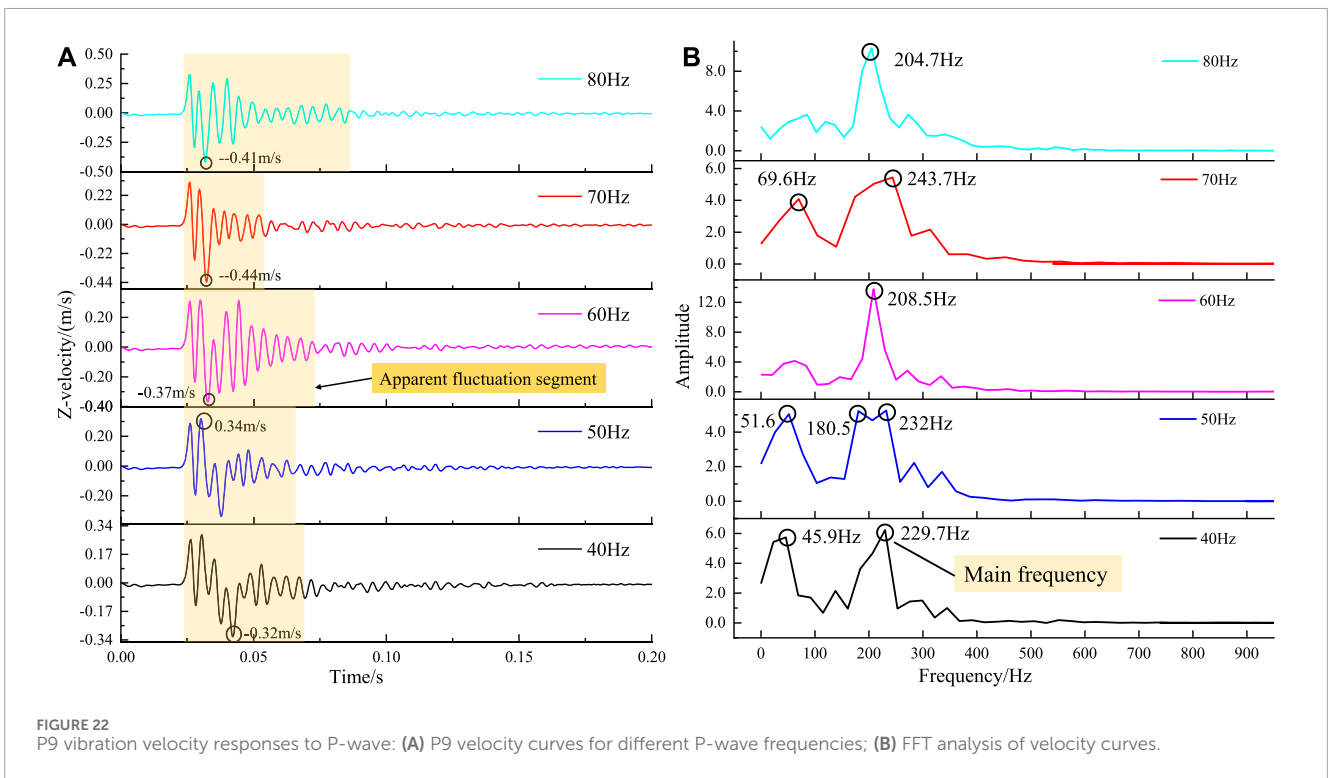 A
0.50
0.25
0.00
-0.25
-0.50
80Hz
--0.41m/s
0.22
0.00
-0.22
-0.44
70Hz
--0.44m/s
0.20
0.00
-0.20
-0.40
60Hz
-0.37m/s
Apparent fluctuation segment
0.20
0.00
-0.20
50Hz
0.34m/s
0.34
0.17
0.00
-0.17
-0.34
40Hz
-0.32m/s
Z-velocity/(m/s)
0.00 0.05 0.10 0.15 0.20
Time/s
B
8.0
4.0
0.0
204.7Hz
80Hz
6.0
4.0
2.0
0.0
69.6Hz
243.7Hz
70Hz
12.0
8.0
4.0
0.0
208.5Hz
60Hz
4.0
2.0
0.0
51.6
180.5
232Hz
50Hz
6.0
4.0
2.0
0.0
45.9Hz
229.7Hz
40Hz
Main frequency
Amplitude
0 100 200 300 400 500 600 700 800 900
Frequency/Hz
FIGURE 22
P9 vibration velocity responses to P-wave: (A) P9 velocity curves for different P-wave frequencies; (B) FFT analysis of velocity curves.